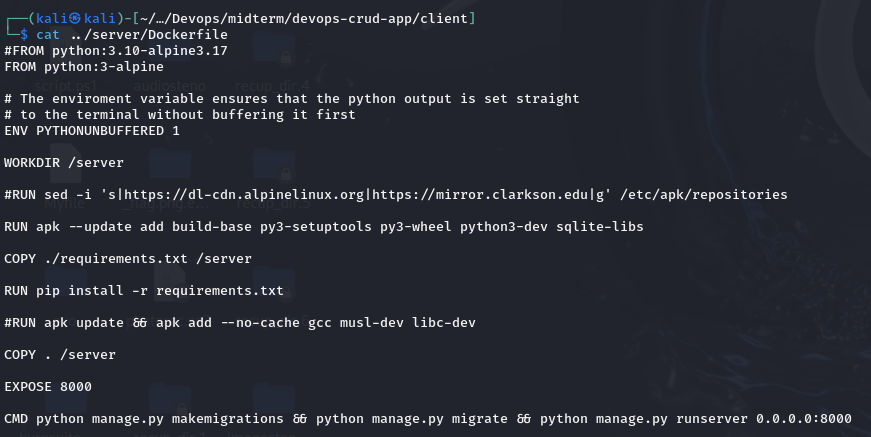 ┌──(kali㉿kali)-[~/…/Devops/midterm/devops-crud-app/client]
└─$ cat ../server/Dockerfile
#FROM python:3.10-alpine3.17
FROM python:3-alpine
script.ps1 audiosteno recup_dir.4
# The enviroment variable ensures that the python output is set straight
# to the terminal without buffering it first
ENV PYTHONUNBUFFERED 1
WORKDIR /server
#RUN sed -i 's|https://dl-cdn.alpinelinux.org|https://mirror.clarkson.edu|g' /etc/apk/repositories
RUN apk --update add build-base py3-setuptools py3-wheel python3-dev sqlite-libs
COPY ./requirements.txt /server
RUN pip install -r requirements.txt
#RUN apk update && apk add --no-cache gcc musl-dev libc-dev
COPY . /server
EXPOSE 8000
CMD python manage.py makemigrations && python manage.py migrate && python manage.py runserver 0.0.0.0:8000